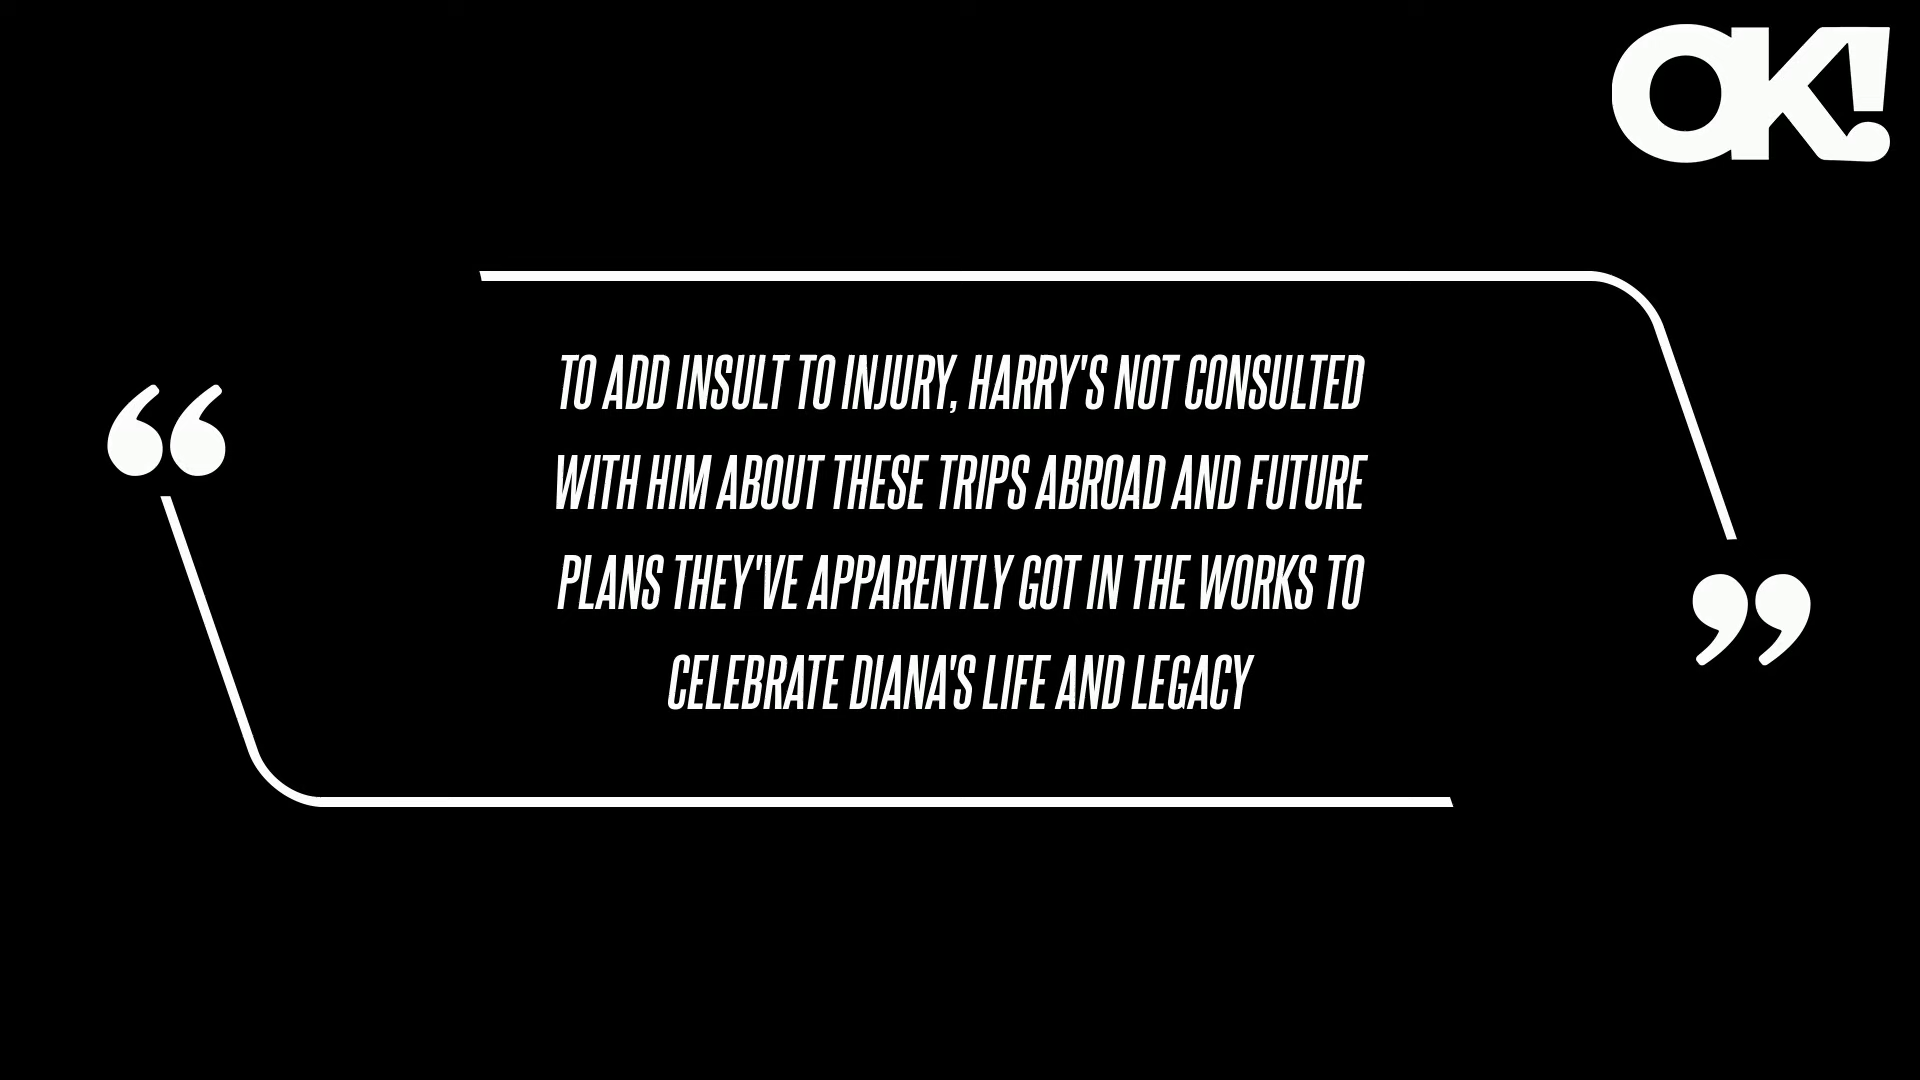 OK!
“
TO ADD INSULT TO INJURY, HARRY'S NOT CONSULTED
WITH HIM ABOUT THESE TRIPS ABROAD AND FUTURE
PLANS THEY'VE APPARENTLY GOT IN THE WORKS TO
CELEBRATE DIANA'S LIFE AND LEGACY
”